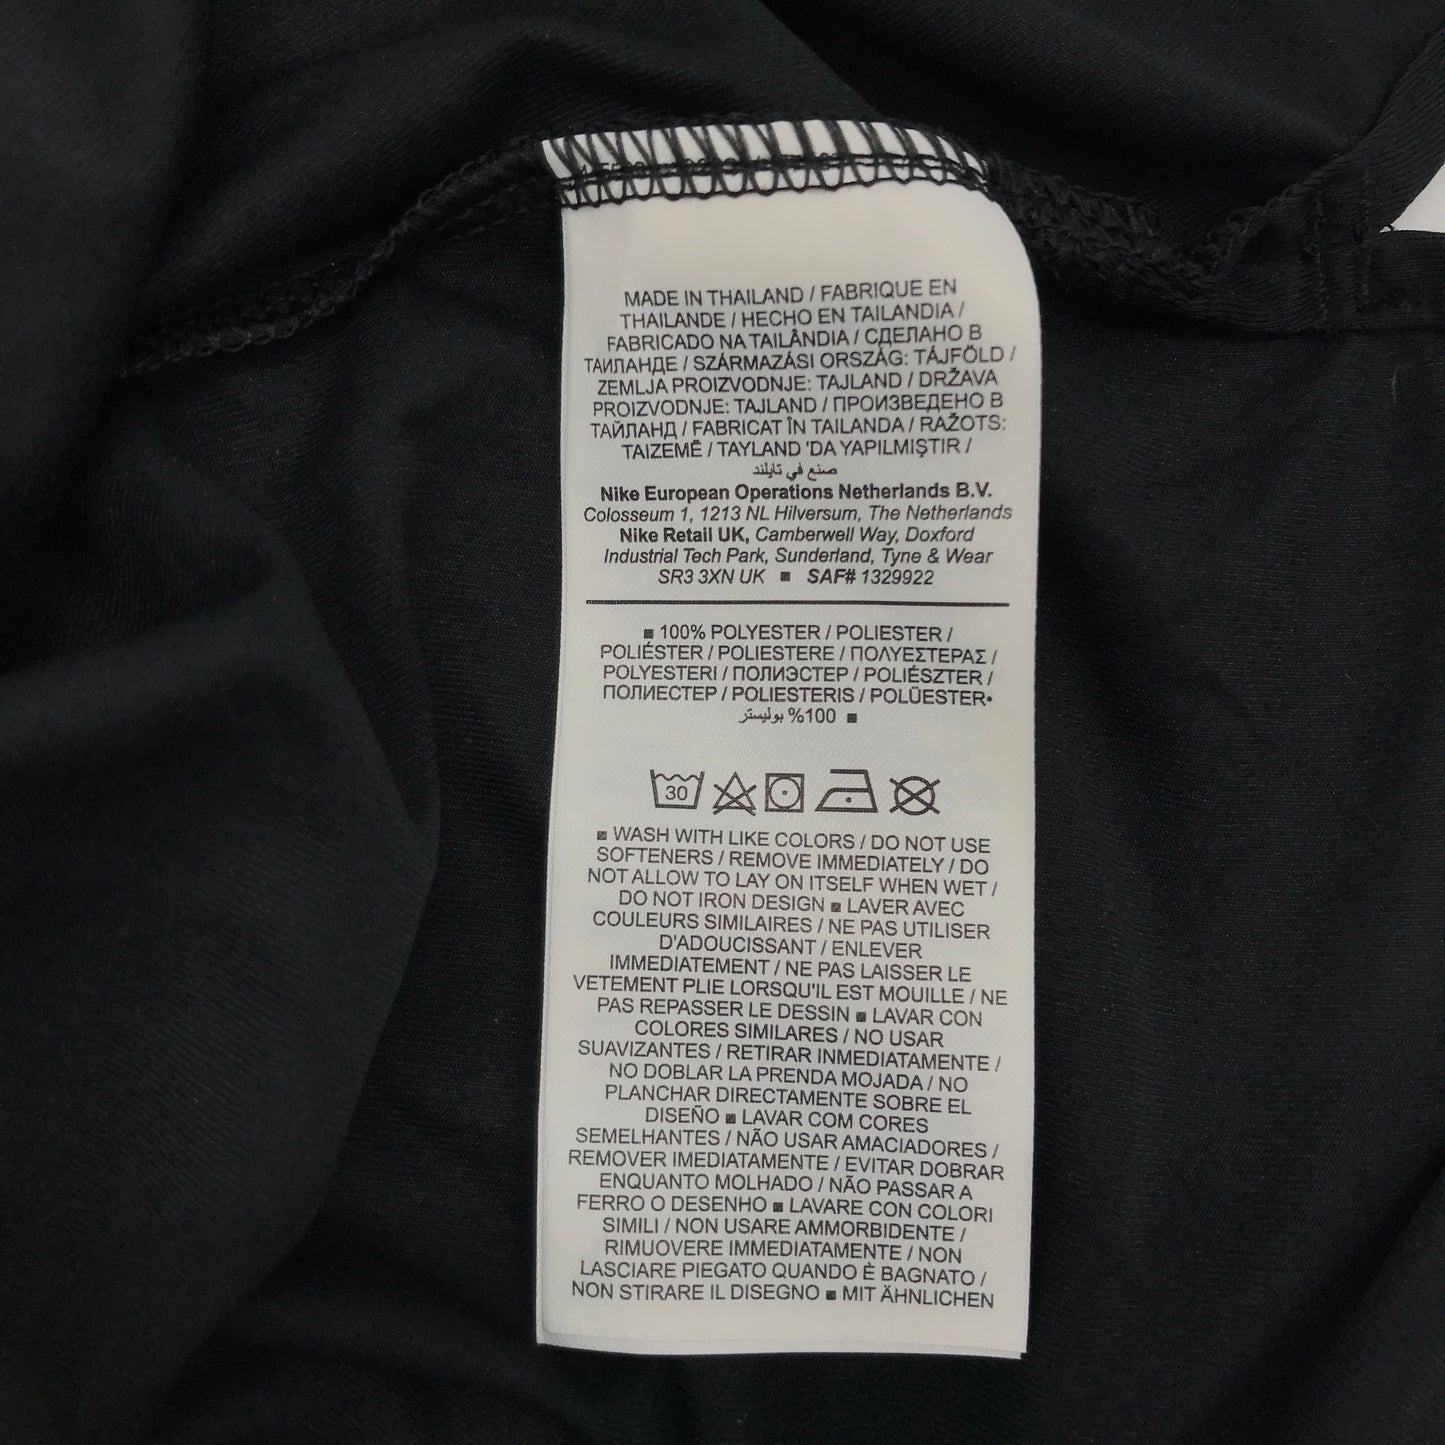 MADE IN THAILAND / FABRIQUE EN
THAILANDE / HECHO EN TAILANDIA /
FABRICADO NA TAILÂNDIA / СДЕЛАНО В
ТАИЛАНДЕ / SZÁRMAZÁSI ORSZÁG: TÁJFÖLD /
ZEMLJA PROIZVODNJE: TAJLAND / DRŽAVA
PROIZVODNJE: TAJLAND / ПРОИЗВЕДЕНО В
ТАЙЛАНД / FABRICAT ÎN TAILANDA / RAŽOTS:
TAIZEMĒ / TAYLAND 'DA YAPILMIŞTIR /
صنع في تايلند
Nike European Operations Netherlands B.V.
Colosseum 1, 1213 NL Hilversum, The Netherlands
Nike Retail UK, Camberwell Way, Doxford
Industrial Tech Park, Sunderland, Tyne & Wear
SR3 3XN UK ■ SAF# 1329922
■ 100% POLYESTER / POLIESTER /
POLIÉSTER / POLIESTERE / ΠΟΛΥΕΣΤΕΡΑΣ /
POLYESTERI / ПОЛИЭСТЕР / POLIÉSZTER /
ПОЛИЕСТЕР / POLIESTERIS / POLÜESTER•
■ 100% بوليستر
30
■ WASH WITH LIKE COLORS / DO NOT USE
SOFTENERS / REMOVE IMMEDIATELY / DO
NOT ALLOW TO LAY ON ITSELF WHEN WET /
DO NOT IRON DESIGN ■ LAVER AVEC
COULEURS SIMILAIRES / NE PAS UTILISER
D'ADOUCISSANT / ENLEVER
IMMEDIATEMENT / NE PAS LAISSER LE
VETEMENT PLIE LORSQU'IL EST MOUILLE / NE
PAS REPASSER LE DESSIN ■ LAVAR CON
COLORES SIMILARES / NO USAR
SUAVIZANTES / RETIRAR INMEDIATAMENTE /
NO DOBLAR LA PRENDA MOJADA / NO
PLANCHAR DIRECTAMENTE SOBRE EL
DISEÑO ■ LAVAR COM CORES
SEMELHANTES / NÃO USAR AMACIADORES /
REMOVER IMEDIATAMENTE / EVITAR DOBRAR
ENQUANTO MOLHADO / NÃO PASSAR A
FERRO O DESENHO ■ LAVARE CON COLORI
SIMILI / NON USARE AMMORBIDENTE /
RIMUOVERE IMMEDIATAMENTE / NON
LASCIARE PIEGATO QUANDO È BAGNATO /
NON STIRARE IL DISEGNO ■ MIT ÄHNLICHEN